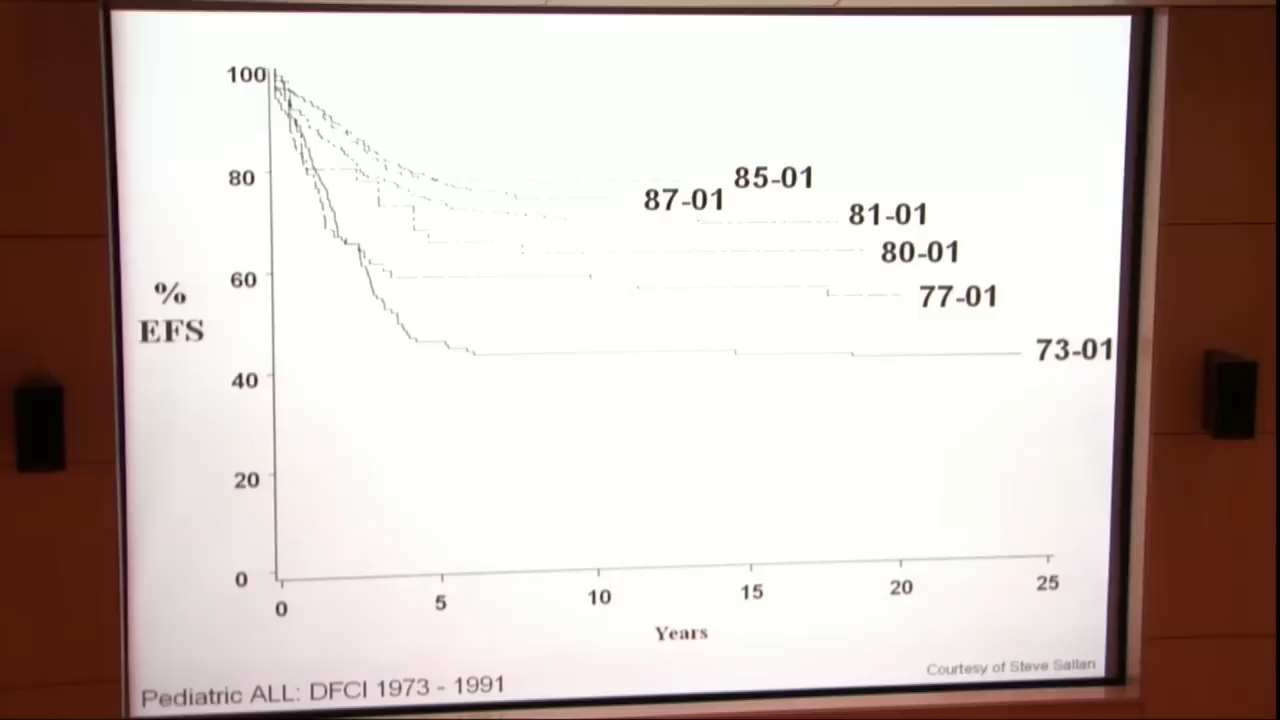 100
80
60
40
20
0
%
EFS
85-01
87-01
81-01
80-01
77-01
73-01
0 5 10 15 20 25
Years
Courtesy of Steve Sallan
Pediatric ALL: DFCI 1973 - 1991